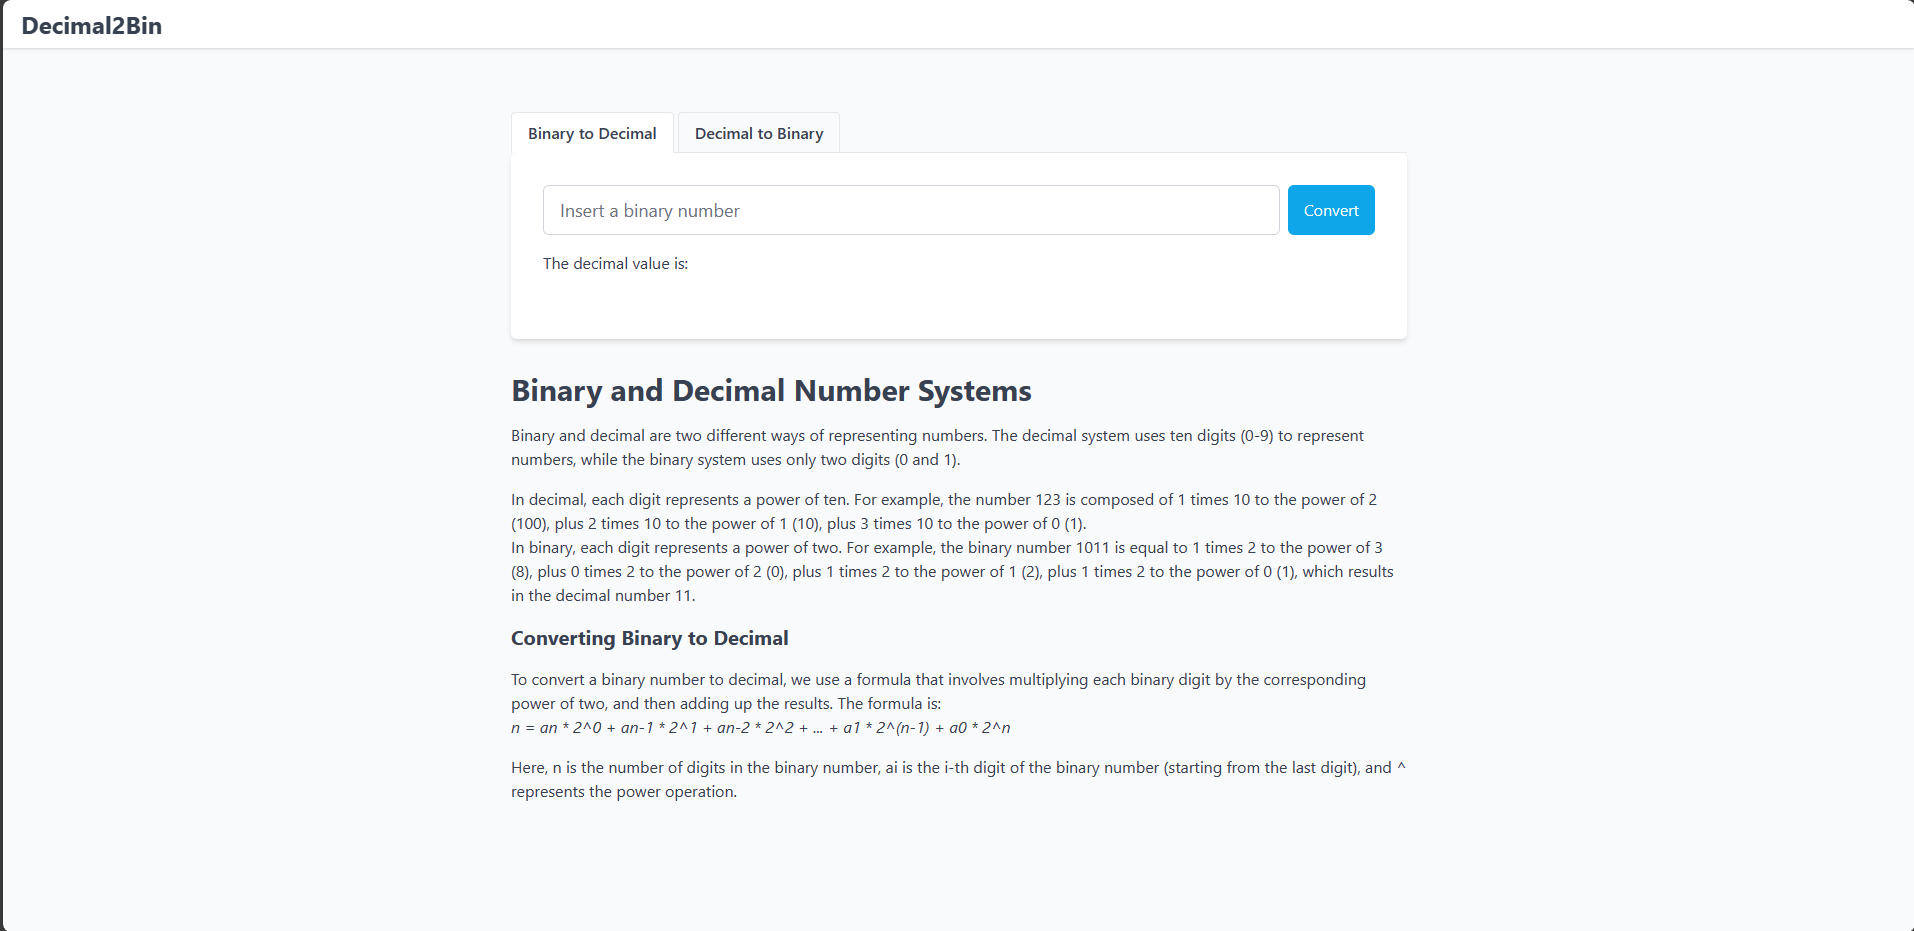 Decimal2Bin
Binary to Decimal
Decimal to Binary
Insert a binary number
Convert
The decimal value is:
Binary and Decimal Number Systems
Binary and decimal are two different ways of representing numbers. The decimal system uses ten digits (0-9) to represent
numbers, while the binary system uses only two digits (0 and 1).
In decimal, each digit represents a power of ten. For example, the number 123 is composed of 1 times 10 to the power of 2
(100), plus 2 times 10 to the power of 1 (10), plus 3 times 10 to the power of 0 (1).
In binary, each digit represents a power of two. For example, the binary number 1011 is equal to 1 times 2 to the power of 3
(8), plus 0 times 2 to the power of 2 (0), plus 1 times 2 to the power of 1 (2), plus 1 times 2 to the power of 0 (1), which results
in the decimal number 11.
Converting Binary to Decimal
To convert a binary number to decimal, we use a formula that involves multiplying each binary digit by the corresponding
power of two, and then adding up the results. The formula is:
n = an * 2^0 + an-1 * 2^1 + an-2 * 2^2 + ... + a1 * 2^(n-1) + a0 * 2^n
Here, n is the number of digits in the binary number, ai is the i-th digit of the binary number (starting from the last digit), and ^
represents the power operation.